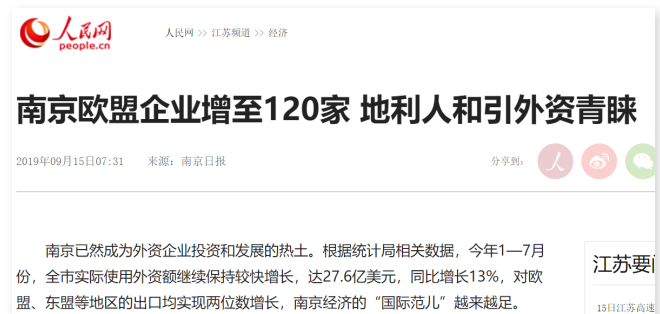 人民网
people.cn
人民网 >> 江苏频道 >> 经济
南京欧盟企业增至120家 地利人和引外资青睐
2019年09月15日07:31 来源：南京日报
分享到： 人
南京已然成为外资企业投资和发展的热土。根据统计局相关数据，今年1—7月
份，全市实际使用外资额继续保持较快增长，达27.6亿美元，同比增长13%，对欧
盟、东盟等地区的出口均实现两位数增长，南京经济的“国际范儿”越来越足。
江苏要闻
15日江苏高速